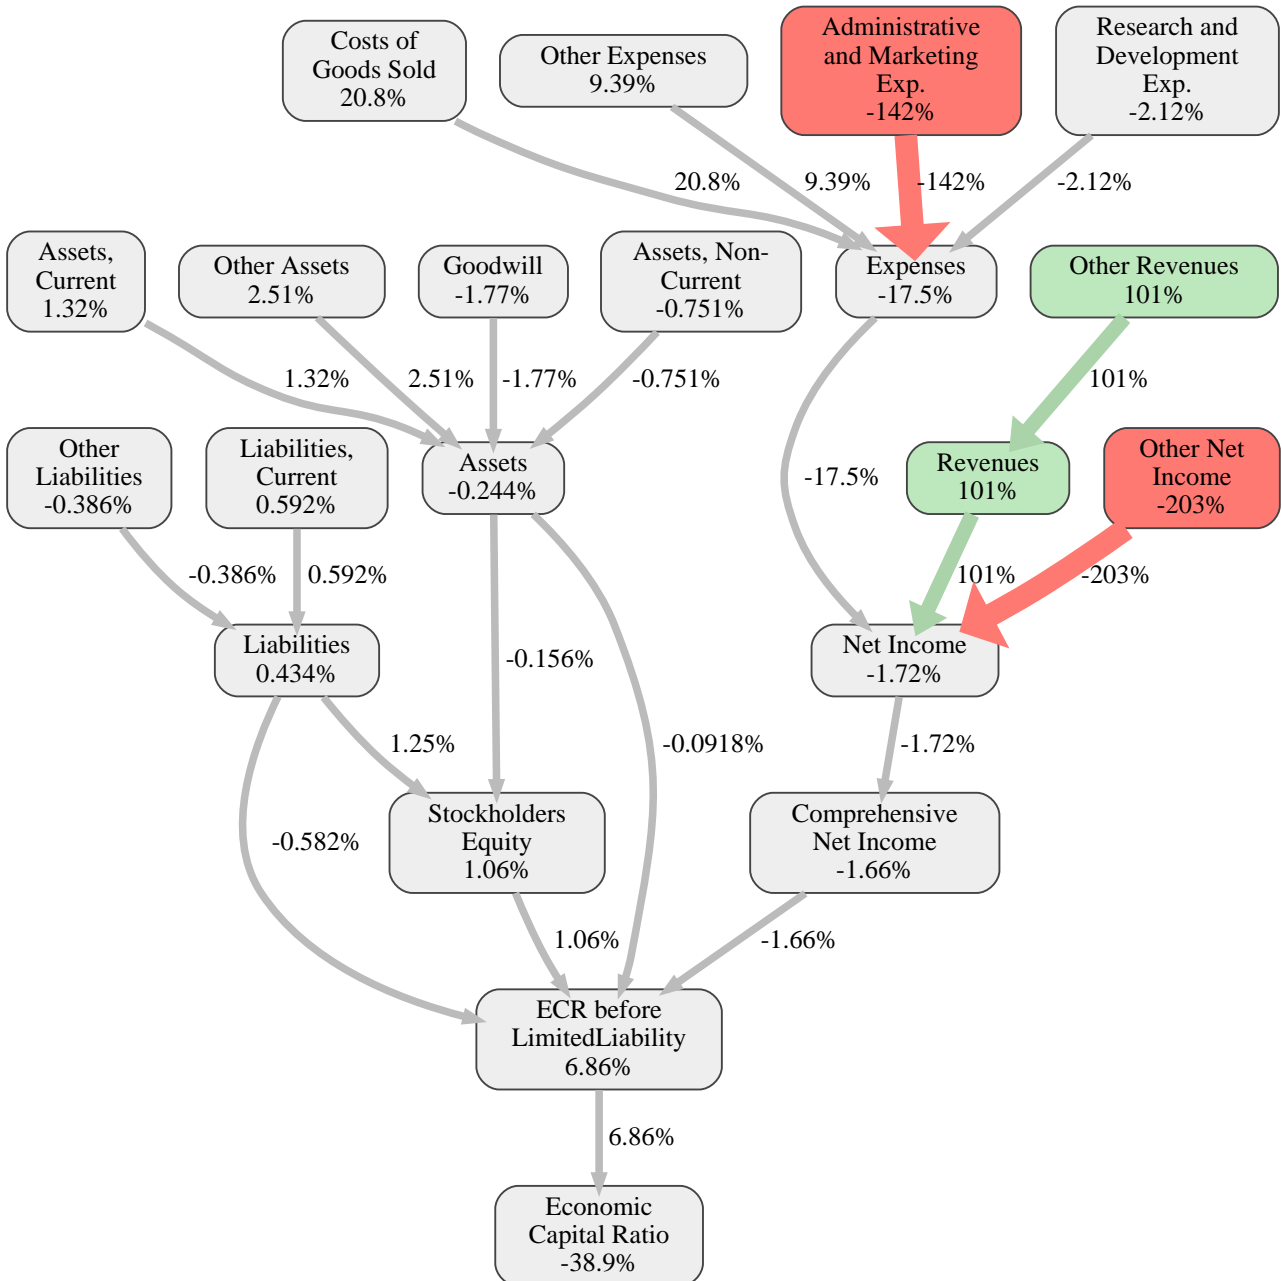 Costs of
Goods Sold
20.8%
Other Expenses
9.39%
Administrative
and Marketing
Exp.
-142%
Research and
Development
Exp.
-2.12%
20.8%
9.39%
-142%
-2.12%
Assets,
Current
1.32%
Other Assets
2.51%
Goodwill
-1.77%
Assets, Non-
Current
-0.751%
Expenses
-17.5%
Other Revenues
101%
1.32%
2.51%
-1.77%
-0.751%
101%
Other
Liabilities
-0.386%
Liabilities,
Current
0.592%
Assets
-0.244%
-17.5%
Revenues
101%
Other Net
Income
-203%
-0.386%
0.592%
101%
-203%
Liabilities
0.434%
-0.156%
Net Income
-1.72%
1.25%
-0.0918%
-1.72%
-0.582%
Stockholders
Equity
1.06%
Comprehensive
Net Income
-1.66%
1.06%
-1.66%
ECR before
LimitedLiability
6.86%
6.86%
Economic
Capital Ratio
-38.9%